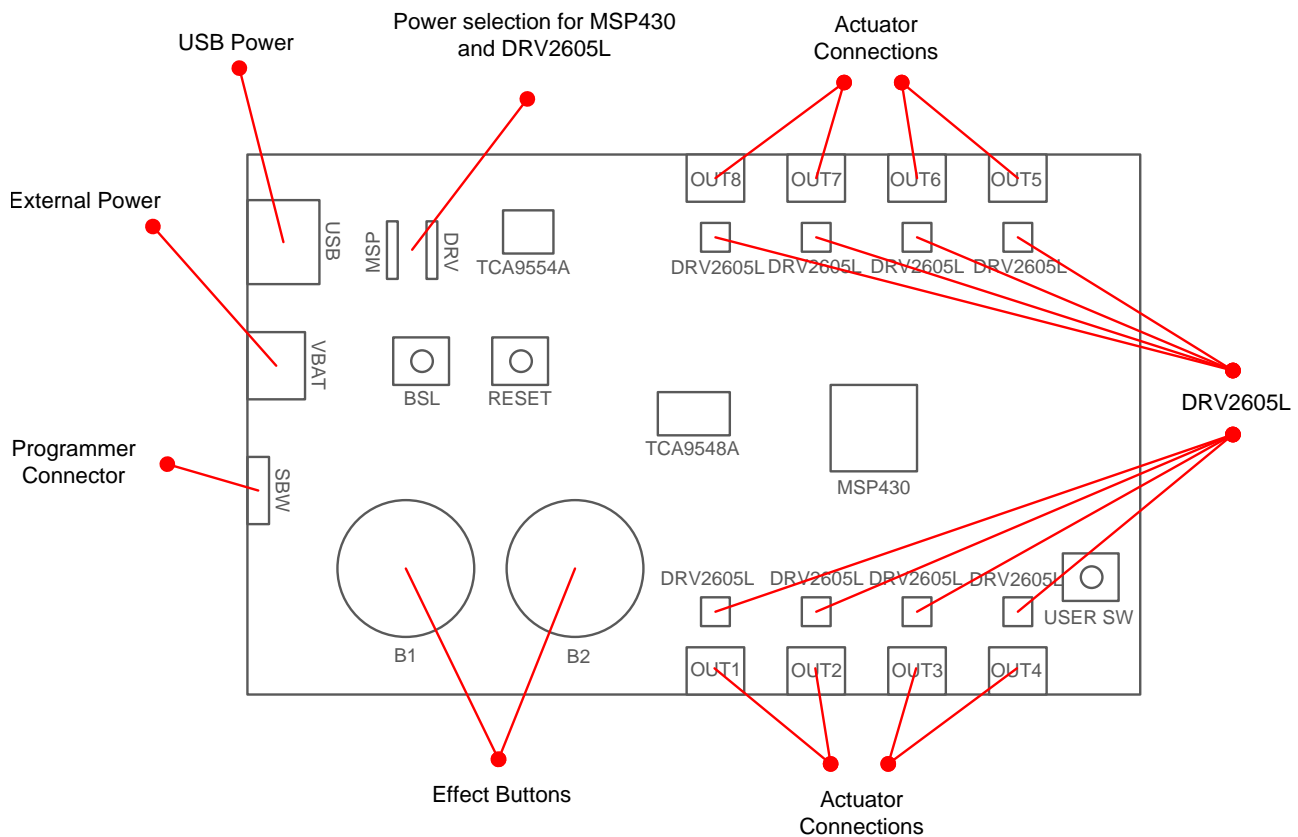 Power selection for MSP430
and DRV2605L
Actuator
Connections
USB Power
External Power
Programmer
Connector
OUT8
OUT7
OUT6
OUT5
USB
MSP
DRV
TCA9554A
DRV2605L
DRV2605L
DRV2605L
DRV2605L
VBAT
BSL
RESET
DRV2605L
TCA9548A
MSP430
SBW
DRV2605L
DRV2605L
DRV2605L
DRV2605L
USER SW
B1
B2
OUT1
OUT2
OUT3
OUT4
Effect Buttons
Actuator
Connections